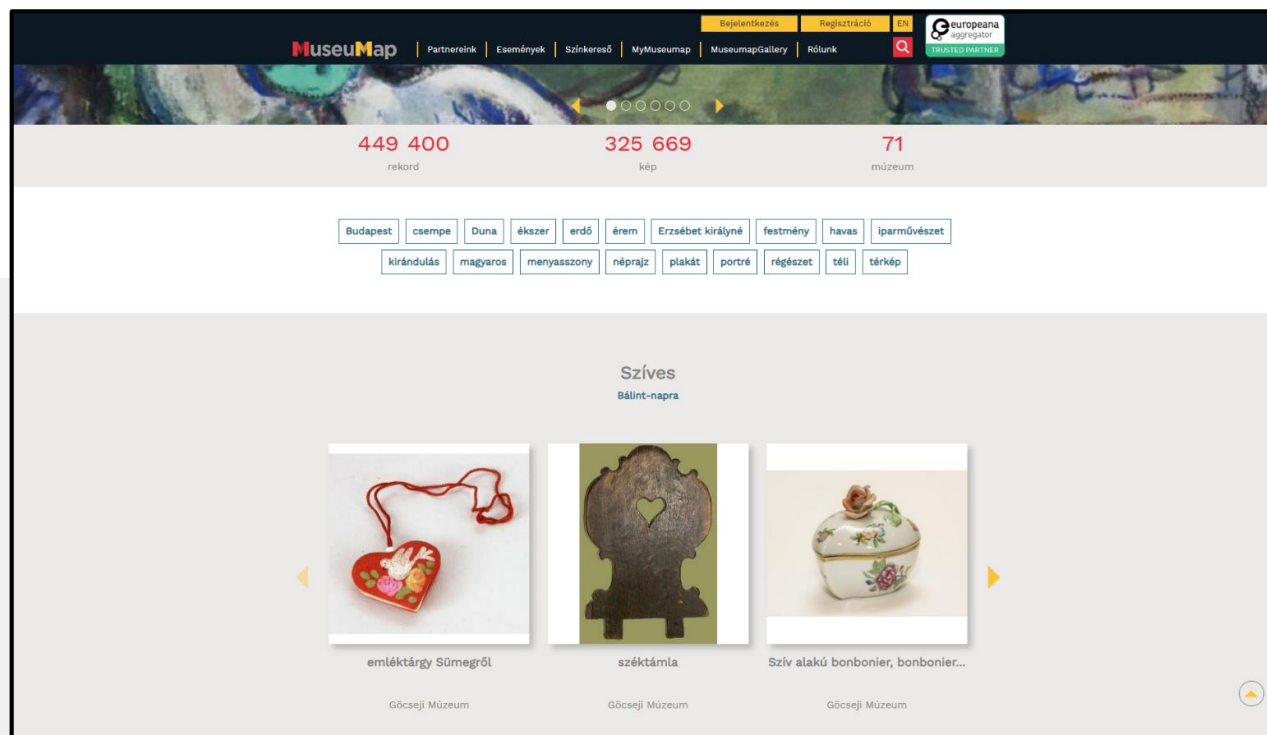 Bejelentkezés Regisztráció EN
europeana
aggregator
TRUSTED PARTNER
MuseuMap Partnereink Események Színkereső MyMuseumap MuseumapGallery Rólunk
449 400 325 669 71
rekord kép múzeum
Budapest csempe Duna ékszer erdő érem Erzsébet királyné festmény havas iparművészet
kirándulás magyaros menyasszony néprajz plakát portré régészet téli térkép
Szíves
Bálint-napra
emléktárgy Sümegről széktámla Szív alakú bonbonier, bonbonier...
Göcseji Múzeum Göcseji Múzeum Göcseji Múzeum